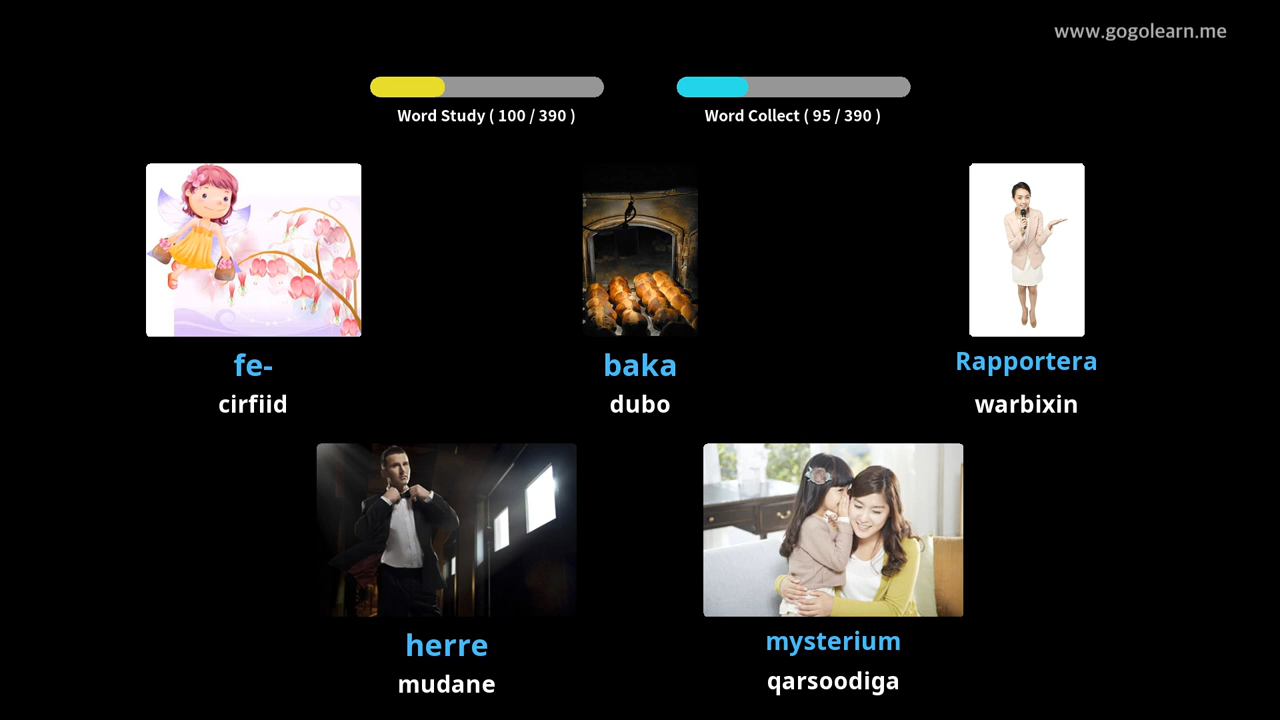 www.gogolearn.me
Word Study ( 100 / 390 )
Word Collect ( 95 / 390 )
fe-
cirfiid
baka
dubo
Rapportera
warbixin
herre
mudane
mysterium
qarsoodiga